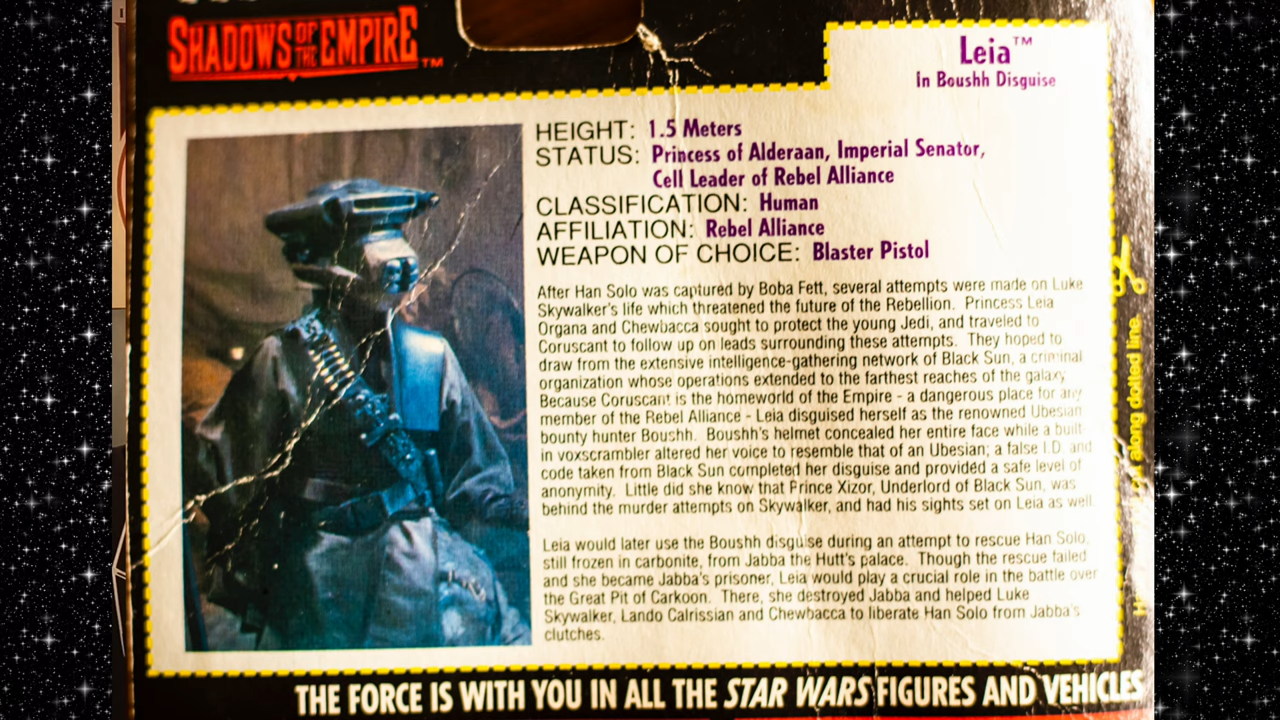 SHADOWS OF THE EMPIRE™
Leia™
in Boushh Disguise
HEIGHT: 1.5 Meters
STATUS: Princess of Alderaan, Imperial Senator,
Cell Leader of Rebel Alliance
CLASSIFICATION: Human
AFFILIATION: Rebel Alliance
WEAPON OF CHOICE: Blaster Pistol
After Han Solo was captured by Boba Fett, several attempts were made on Luke
Skywalker's life which threatened the future of the Rebellion. Princess Leia
Organa and Chewbacca sought to protect the young Jedi, and traveled to
Coruscant to follow up on leads surrounding these attempts. They hoped to
draw from the extensive intelligence-gathering network of Black Sun, a criminal
organization whose operations extended to the farthest reaches of the galaxy.
Because Coruscant is the homeworld of the Empire - a dangerous place for any
member of the Rebel Alliance - Leia disguised herself as the renowned Ubesian
bounty hunter Boushh. Boushh's helmet concealed her entire face while a built-
in voxscrambler altered her voice to resemble that of an Ubesian; a false I.D. and
code taken from Black Sun completed her disguise and provided a safe level of
anonymity. Little did she know that Prince Xizor, Underlord of Black Sun, was
behind the murder attempts on Skywalker, and had his sights set on Leia as well.
Leia would later use the Boushh disguise during an attempt to rescue Han Solo,
still frozen in carbonite, from Jabba the Hutt's palace. Though the rescue failed
and she became Jabba's prisoner, Leia would play a crucial role in the battle over
the Great Pit of Carkoon. There, she destroyed Jabba and helped Luke
Skywalker, Lando Calrissian and Chewbacca to liberate Han Solo from Jabba's
clutches.
along dotted line
THE FORCE IS WITH YOU IN ALL THE STAR WARS FIGURES AND VEHICLES